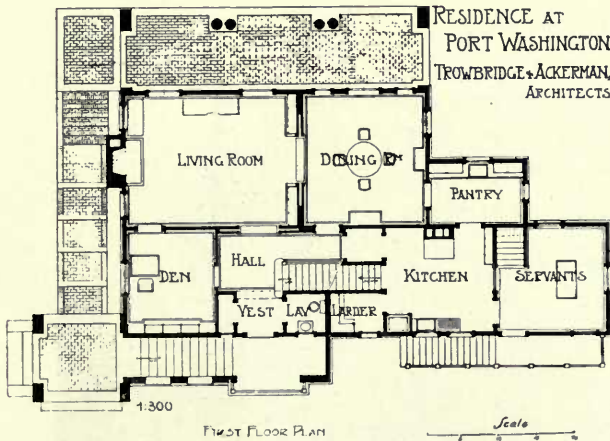 RESIDENCE AT
PORT WASHINGTON
TROWBRIDGE & ACKERMAN,
ARCHITECTS
LIVING ROOM
DINING RM
PANTRY
HALL
DEN
KITCHEN
SERVANTS
VEST
LAV
LARDER
1:300
FIRST FLOOR PLAN
Scale